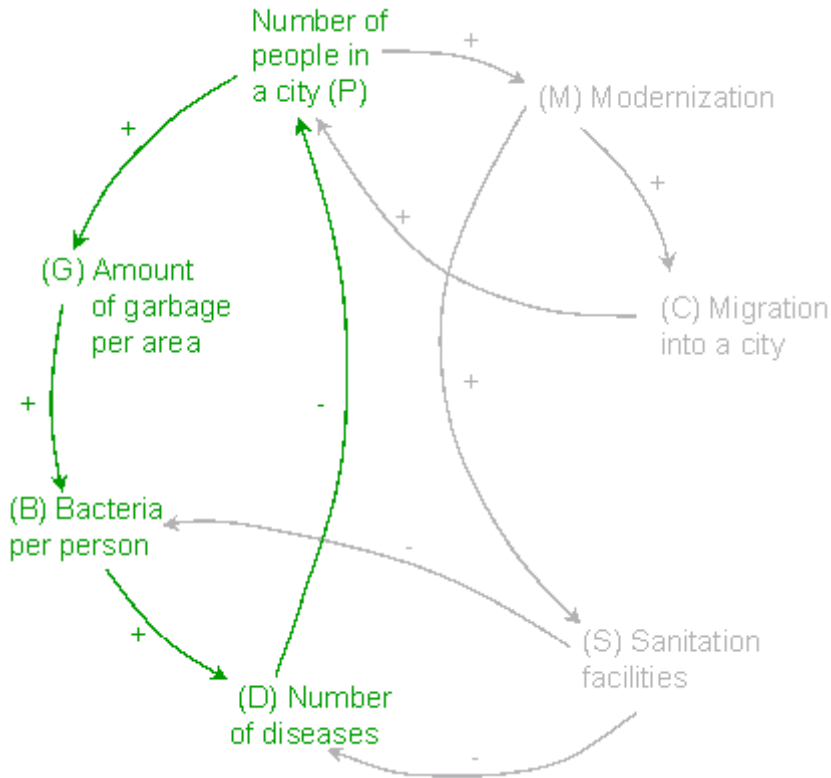 Number of
people in
a city (P)
+
(M) Modernization
+
+
+
(G) Amount
of garbage
per area
(C) Migration
into a city
+
+
-
(B) Bacteria
per person
-
+
(S) Sanitation
facilities
(D) Number
of diseases
-